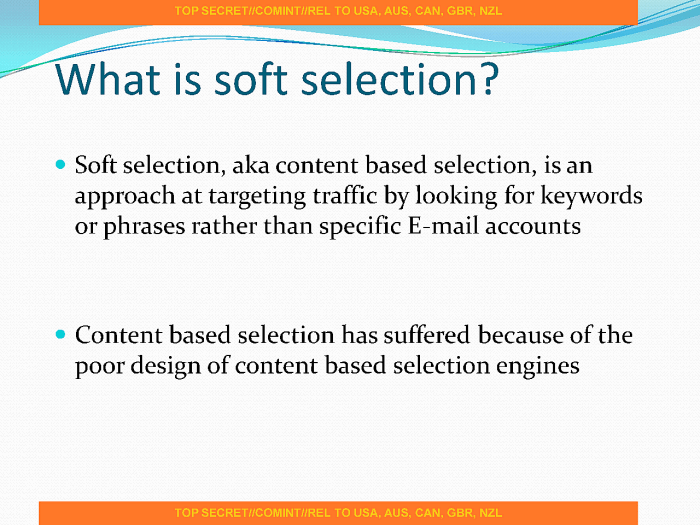 TOP SECRET//COMINT//REL TO USA, AUS, CAN, GBR, NZL
What is soft selection?
• Soft selection, aka content based selection, is an
approach at targeting traffic by looking for keywords
or phrases rather than specific E-mail accounts
• Content based selection has suffered because of the
poor design of content based selection engines
TOP SECRET//COMINT//REL TO USA, AUS, CAN, GBR, NZL